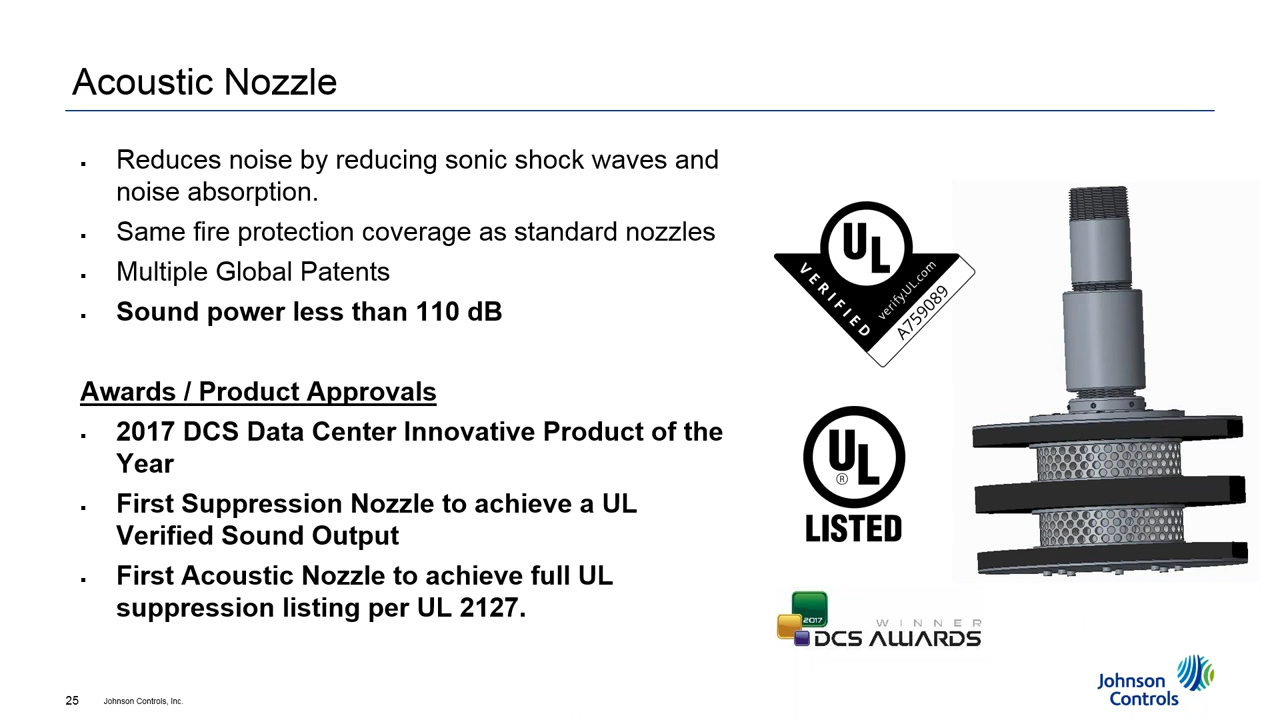 Acoustic Nozzle
▪ Reduces noise by reducing sonic shock waves and
noise absorption.
▪ Same fire protection coverage as standard nozzles
▪ Multiple Global Patents
▪ Sound power less than 110 dB
Awards / Product Approvals
▪ 2017 DCS Data Center Innovative Product of the
Year
▪ First Suppression Nozzle to achieve a UL
Verified Sound Output
▪ First Acoustic Nozzle to achieve full UL
suppression listing per UL 2127.
UL
VERIFIED
verify.UL.com
A759089
UL
®
LISTED
2017
WINNER
DCS AWARDS
25 Johnson Controls, Inc.
Johnson
Controls